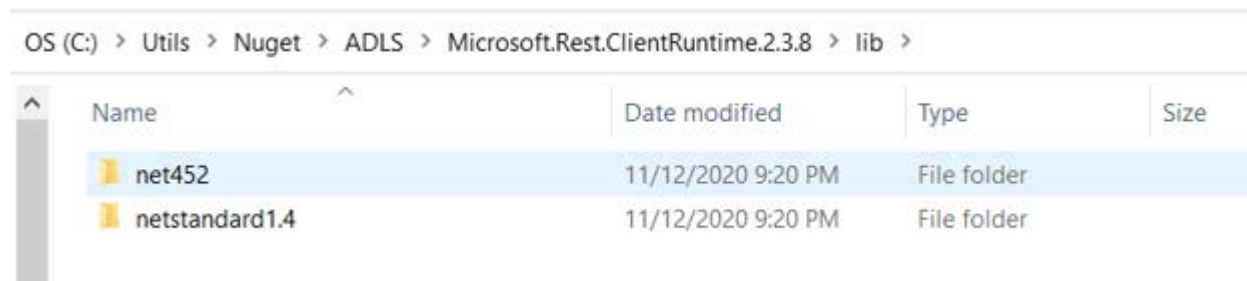 OS (C:) > Utils > Nuget > ADLS > Microsoft.Rest.ClientRuntime.2.3.8 > lib >
Name Date modified Type Size
net452 11/12/2020 9:20 PM File folder
netstandard1.4 11/12/2020 9:20 PM File folder